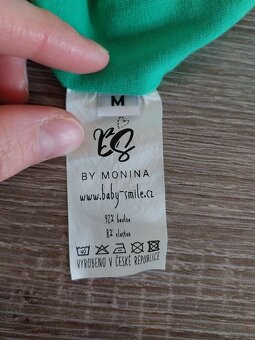 M
BS
BY MONINA
www.baby-smile.cz
92% bavlna
8% elastan
VYROBENO V ČESKÉ REPUBLICE